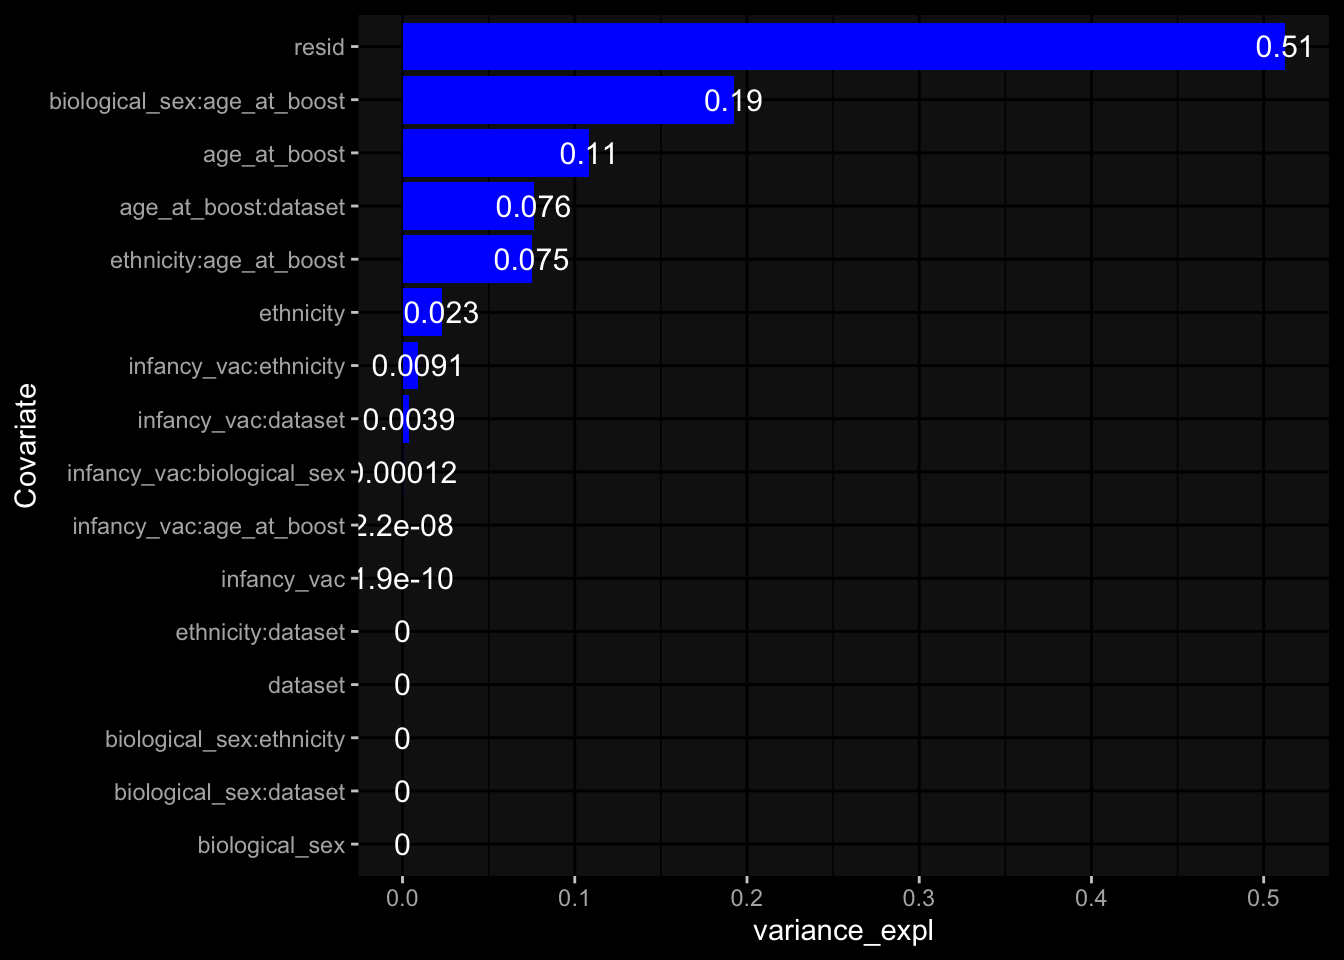 resid 0.51
biological_sex:age_at_boost 0.19
age_at_boost 0.11
age_at_boost:dataset 0.076
ethnicity:age_at_boost 0.075
ethnicity 0.023
infancy_vac:ethnicity 0.0091
infancy_vac:dataset 0.0039
infancy_vac:biological_sex 0.00012
infancy_vac:age_at_boost 2.2e-08
infancy_vac 1.9e-10
ethnicity:dataset 0
dataset 0
biological_sex:ethnicity 0
biological_sex:dataset 0
biological_sex 0
Covariate
0.0 0.1 0.2 0.3 0.4 0.5
variance_expl